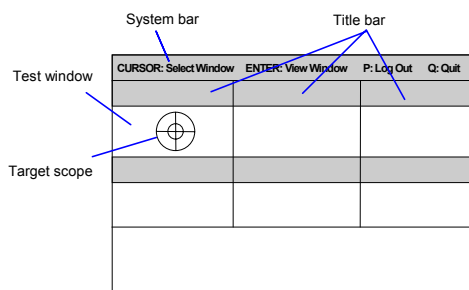 System bar
Title bar
CURSOR: Select Window ENTER: View Window P: Log Out Q: Quit
Test window
Target scope